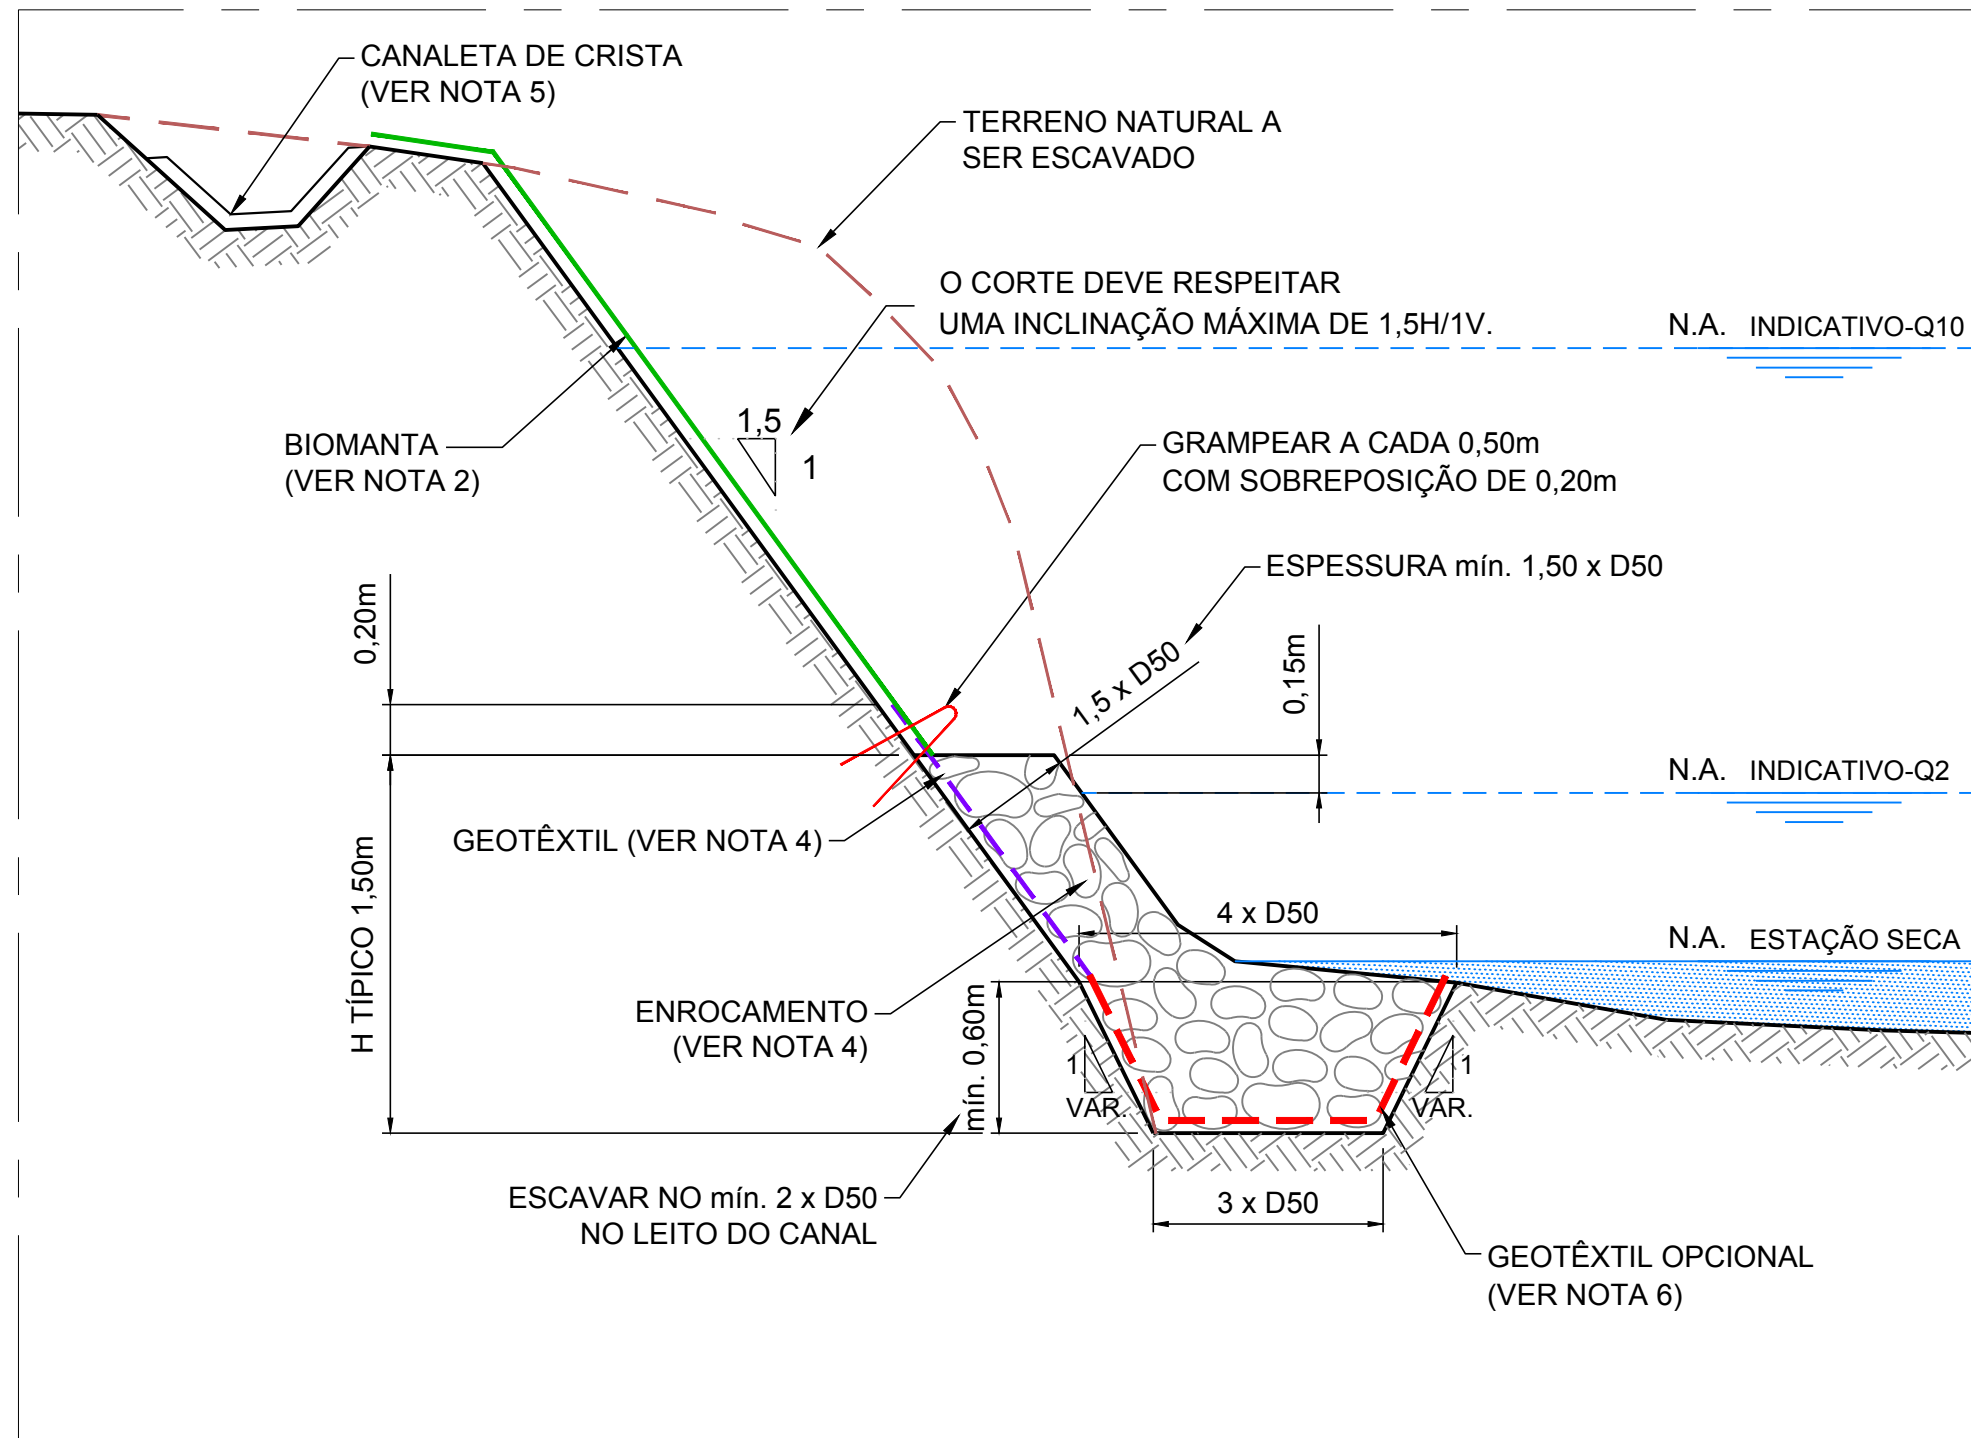 CANALETA DE CRISTA
(VER NOTA 5)
TERRENO NATURAL A
SER ESCAVADO
O CORTE DEVE RESPEITAR
UMA INCLINAÇÃO MÁXIMA DE 1,5H/1V.
N.A. INDICATIVO-Q10
1,5
1
BIOMANTA
(VER NOTA 2)
GRAMPEAR A CADA 0,50m
COM SOBREPOSIÇÃO DE 0,20m
ESPESSURA mín. 1,50 x D50
0,20m
1,5 x D50
0,15m
N.A. INDICATIVO-Q2
GEOTÊXTIL (VER NOTA 4)
H TÍPICO 1,50m
4 x D50
N.A. ESTAÇÃO SECA
ENROCAMENTO
(VER NOTA 4)
mín. 0,60m
1
VAR.
1
VAR.
ESCAVAR NO mín. 2 x D50
NO LEITO DO CANAL
3 x D50
GEOTÊXTIL OPCIONAL
(VER NOTA 6)